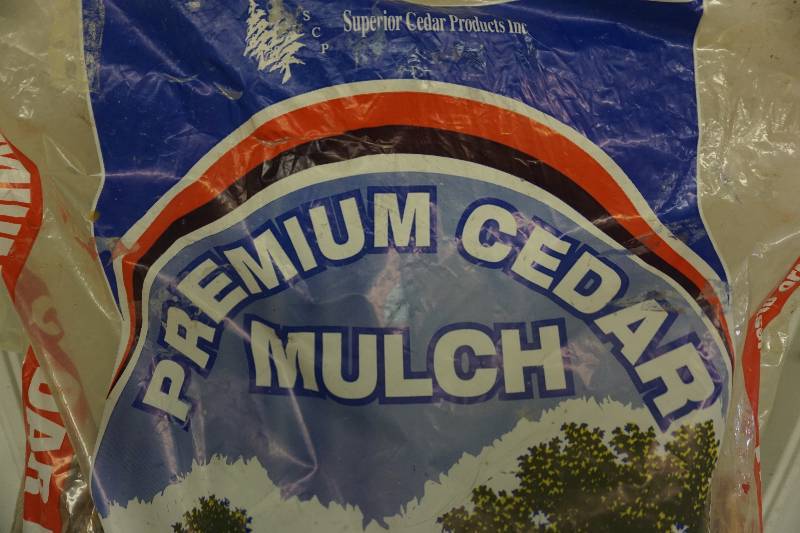 SCP
Superior Cedar Products Inc
PREMIUM CEDAR
MULCH